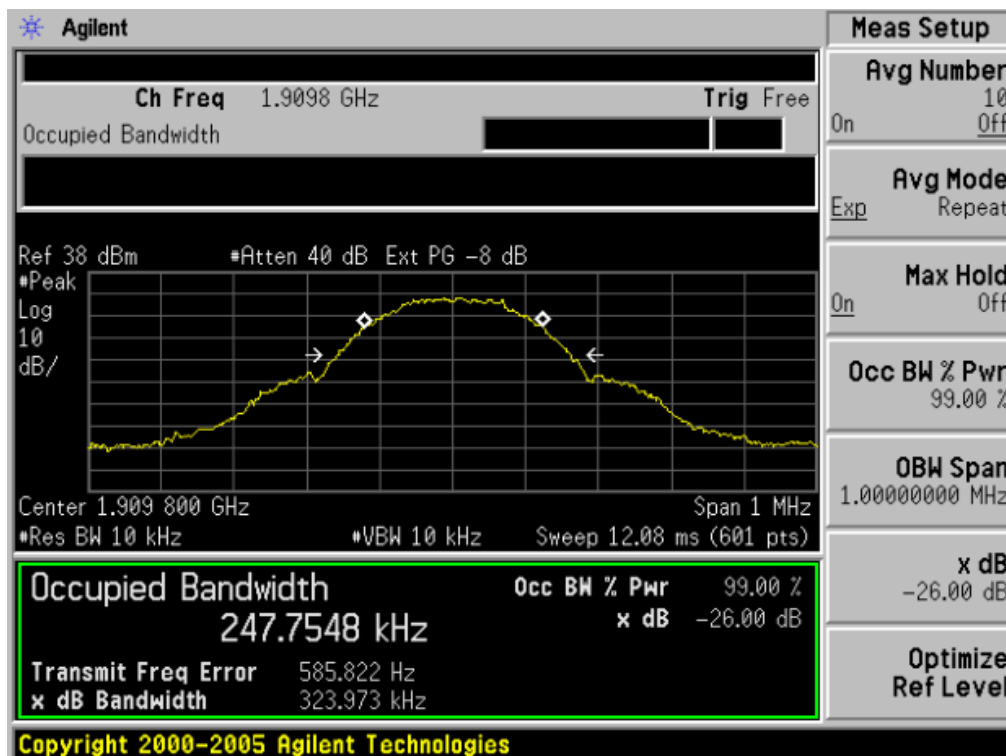 Agilent
Meas Setup
Ch Freq 1.9098 GHz Trig Free
Occupied Bandwidth
Avg Number
10
On Off
Avg Mode
Exp Repeat
Max Hold
On Off
Occ BW % Pwr
99.00 %
OBW Span
1.00000000 MHz
x dB
-26.00 dB
Optimize
Ref Level
Ref 38 dBm #Atten 40 dB Ext PG -8 dB
#Peak
Log
10
dB/
Center 1.909 800 GHz Span 1 MHz
#Res BW 10 kHz #VBW 10 kHz Sweep 12.08 ms (601 pts)
Occupied Bandwidth
247.7548 kHz
Occ BW % Pwr 99.00 %
x dB -26.00 dB
Transmit Freq Error 585.822 Hz
x dB Bandwidth 323.973 kHz
Copyright 2000-2005 Agilent Technologies